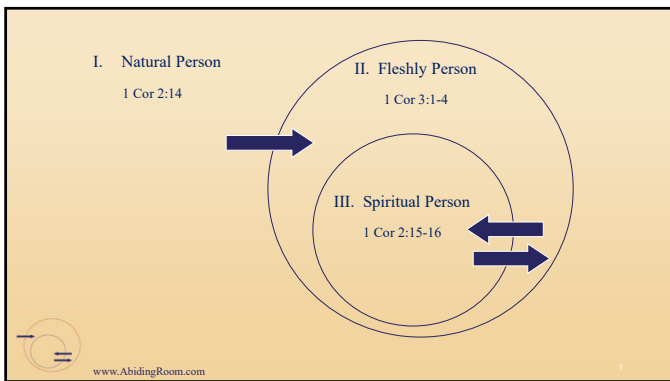 I. Natural Person
1 Cor 2:14
II. Fleshly Person
1 Cor 3:1-4
III. Spiritual Person
1 Cor 2:15-16
www.AbidingRoom.com